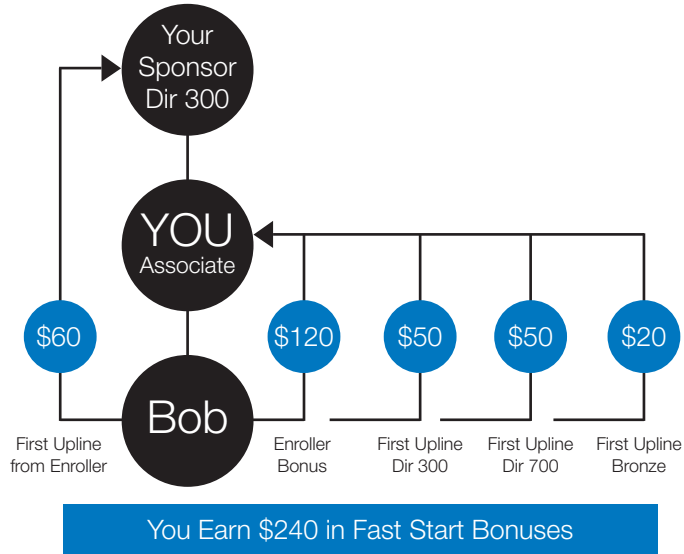 Your
Sponsor
Dir 300
YOU
Associate
$60
$120
$50
$50
$20
Bob
First Upline
from Enroller
Enroller
Bonus
First Upline
Dir 300
First Upline
Dir 700
First Upline
Bronze
You Earn $240 in Fast Start Bonuses